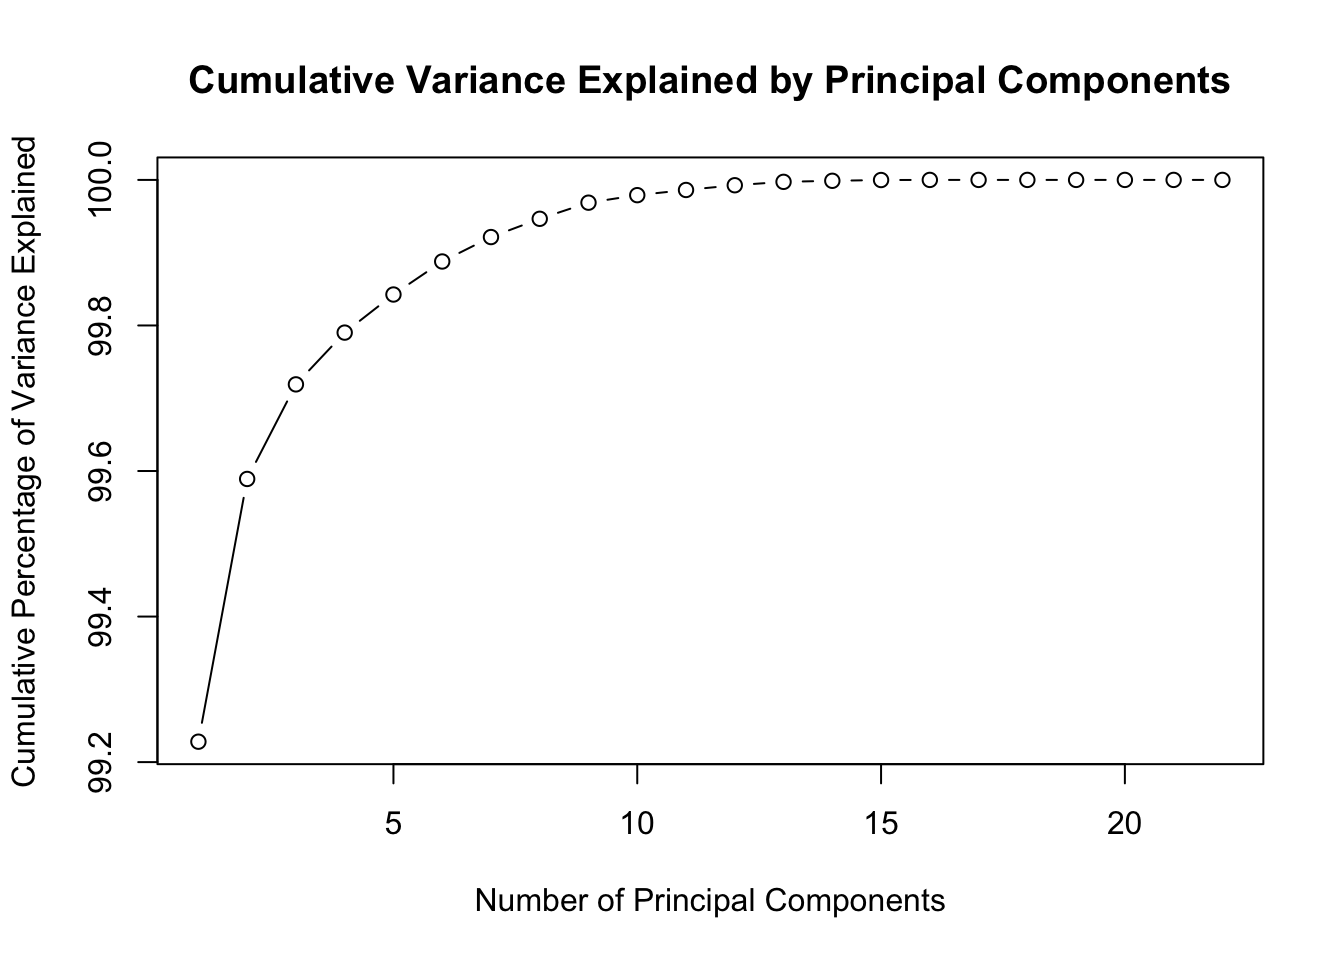 Cumulative Variance Explained by Principal Components
Cumulative Percentage of Variance Explained
100.0
99.8
99.6
99.4
99.2
5 10 15 20
Number of Principal Components